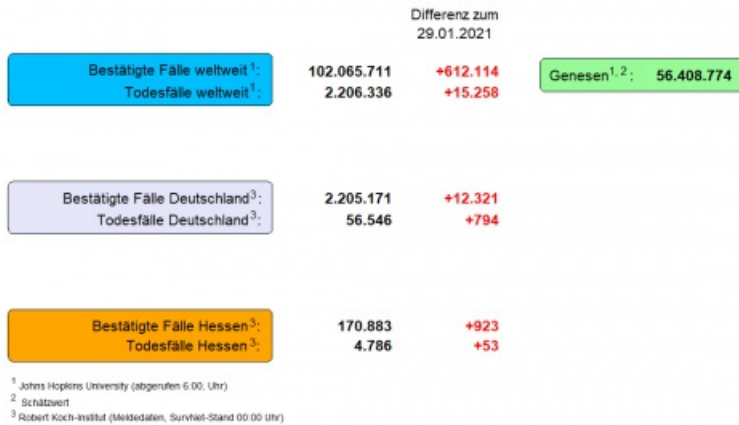 Differenz zum
29.01.2021
Bestätigte Fälle weltweit¹: 102.065.711 +612.114 Genesen¹˒²: 56.408.774
Todesfälle weltweit¹: 2.206.336 +15.258
Bestätigte Fälle Deutschland³: 2.205.171 +12.321
Todesfälle Deutschland³: 56.546 +794
Bestätigte Fälle Hessen³: 170.883 +923
Todesfälle Hessen³: 4.786 +53
¹ Johns Hopkins University (abgerufen 6:00, Uhr)
² Schätzwert
³ Robert Koch-Institut (Meldedaten, SurvNet-Stand 00:00 Uhr)